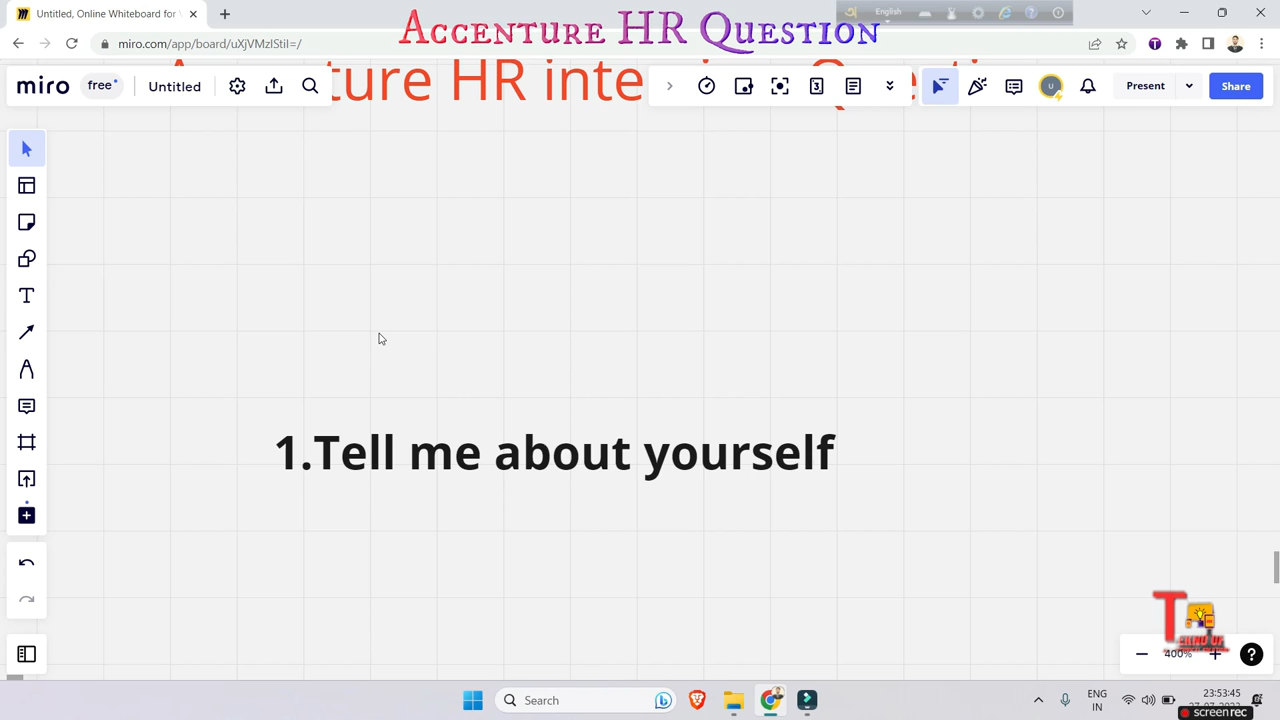 Untitled, Online Whiteboard for
Accenture HR Question
English
miro.com/app/board/uXjVMzlStiI=/
miro
free
Untitled
ture HR inte
Present
Share
1.Tell me about yourself
T
400%
Search
ENG
IN
23:53:45
screenrec